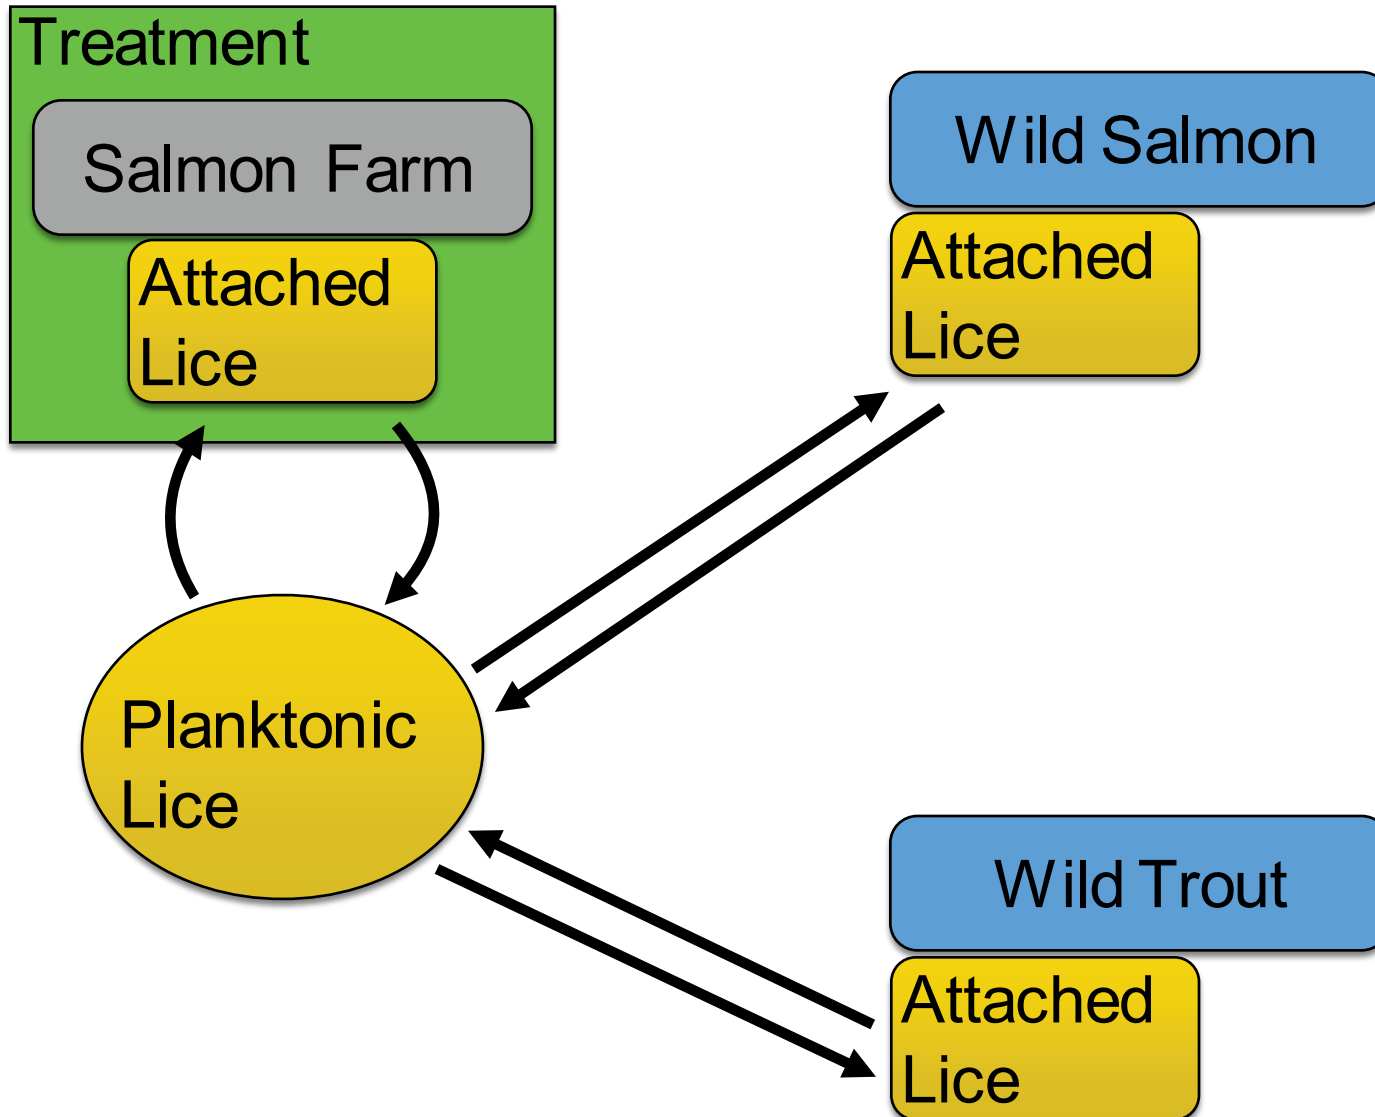 Treatment
Salmon Farm
Attached
Lice
Wild Salmon
Attached
Lice
Planktonic
Lice
Wild Trout
Attached
Lice